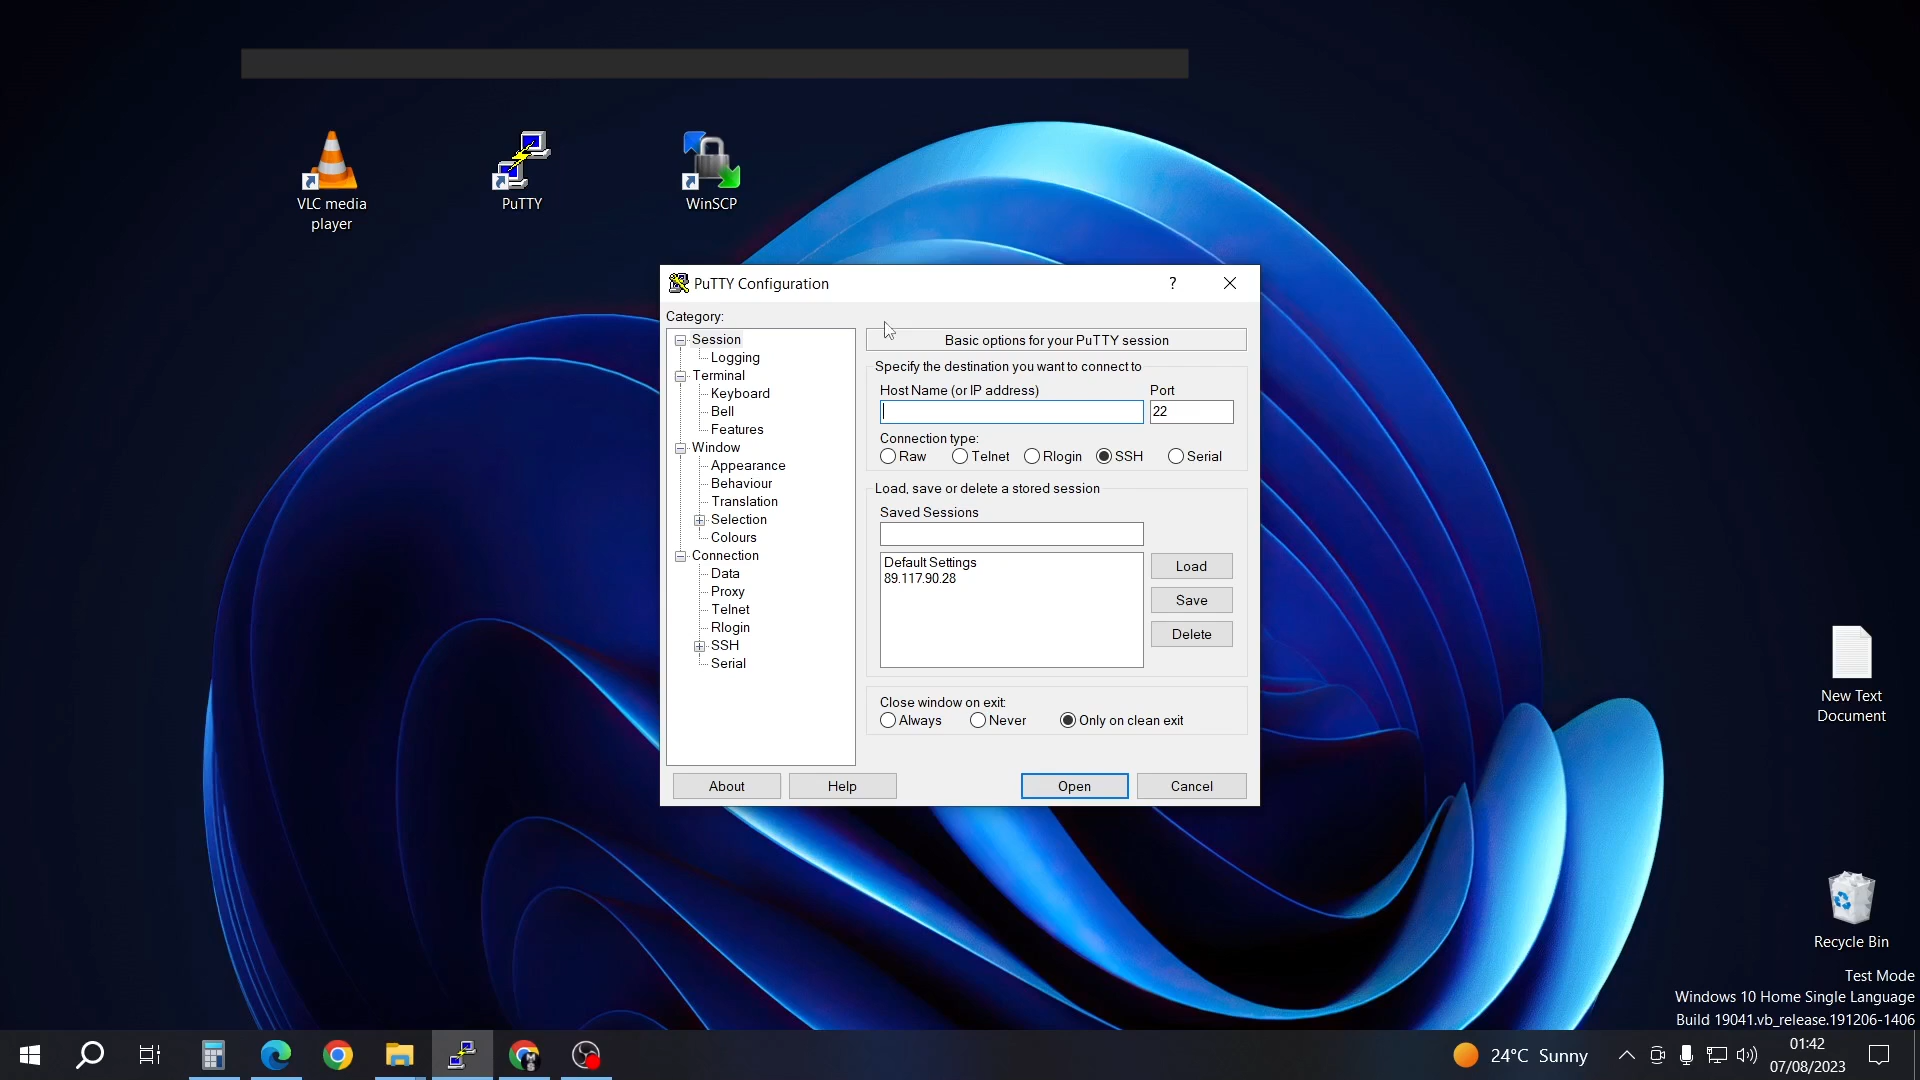 VLC media
player
PuTTY
WinSCP
PuTTY Configuration
?
Category:
Session
Logging
Terminal
Keyboard
Bell
Features
Window
Appearance
Behaviour
Translation
Selection
Colours
Connection
Data
Proxy
Telnet
Rlogin
SSH
Serial
Basic options for your PuTTY session
Specify the destination you want to connect to
Host Name (or IP address)
Port
22
Connection type:
Raw
Telnet
Rlogin
SSH
Serial
Load, save or delete a stored session
Saved Sessions
Default Settings
89.117.90.28
Load
Save
Delete
Close window on exit:
Always
Never
Only on clean exit
About
Help
Open
Cancel
New Text
Document
Recycle Bin
Test Mode
Windows 10 Home Single Language
Build 19041.vb_release.191206-1406
24°C Sunny
01:42
07/08/2023